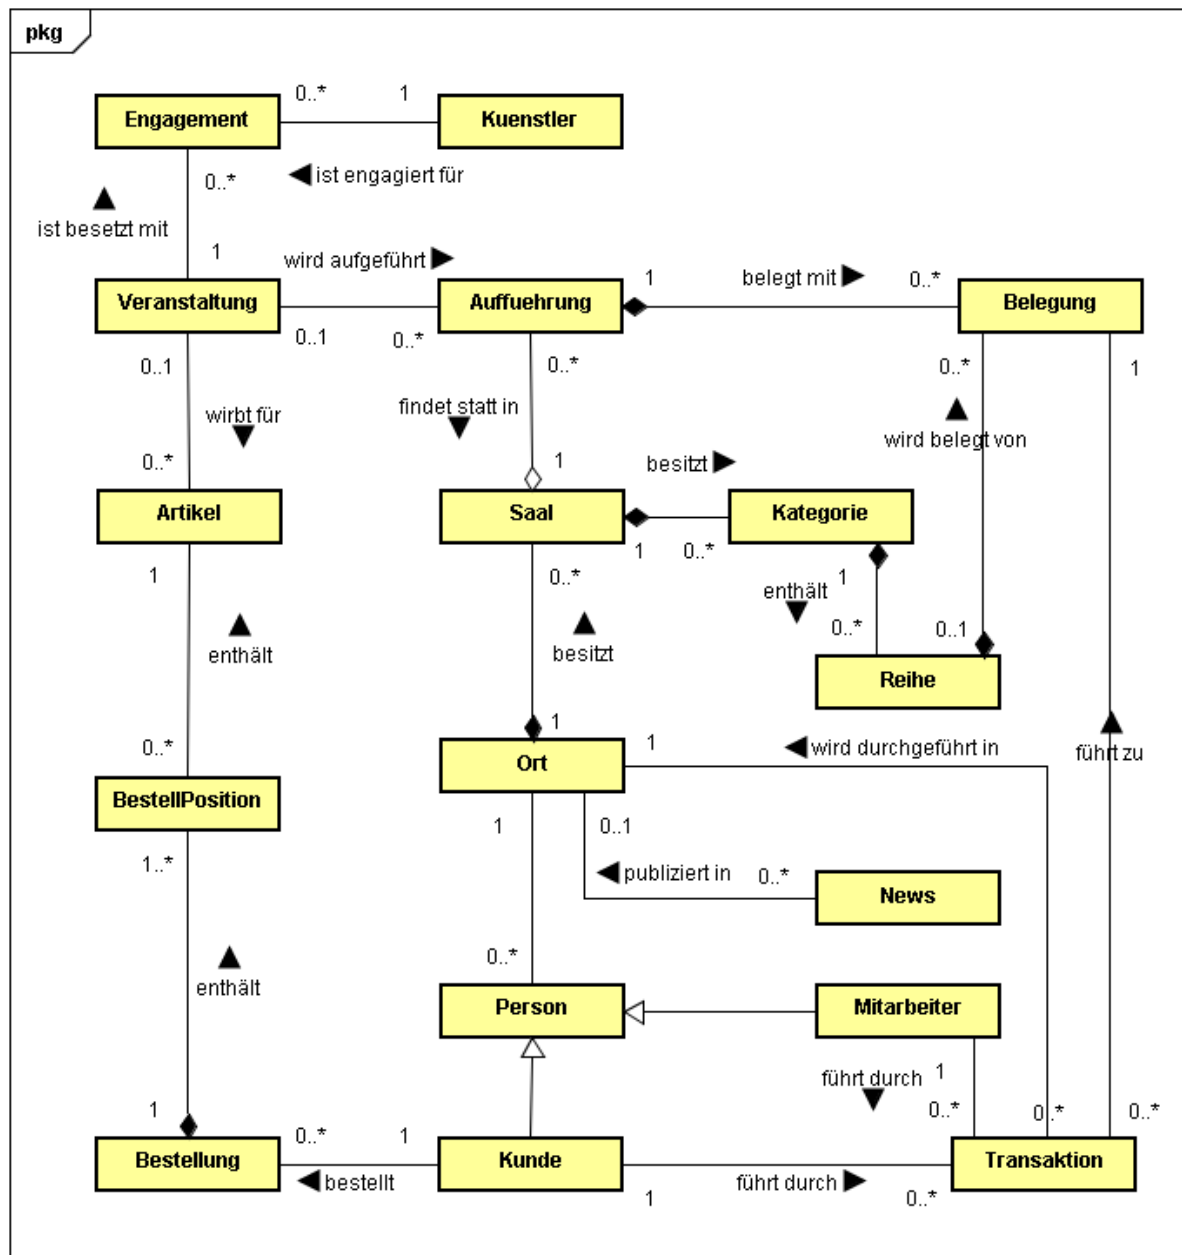 pkg
0..*
1
Engagement
Kuenstler
0..*
ist engagiert für
ist besetzt mit
1
wird aufgeführt
1
belegt mit
0..*
Veranstaltung
Auffuehrung
Belegung
0..1
0..*
0..1
0..*
0..*
1
wirbt für
findet statt in
wird belegt von
0..*
1
besitzt
Artikel
Saal
Kategorie
1
0..*
1
0..*
1
enthält
0..*
0..1
enthält
besitzt
Reihe
1
1
wird durchgeführt in
führt zu
0..*
Ort
BestellPosition
1
0..1
1..*
publiziert in
0..*
News
0..*
enthält
Person
Mitarbeiter
führt durch
1
1
0..*
0..*
0..*
0..*
1
Bestellung
Kunde
Transaktion
bestellt
1
führt durch
0..*